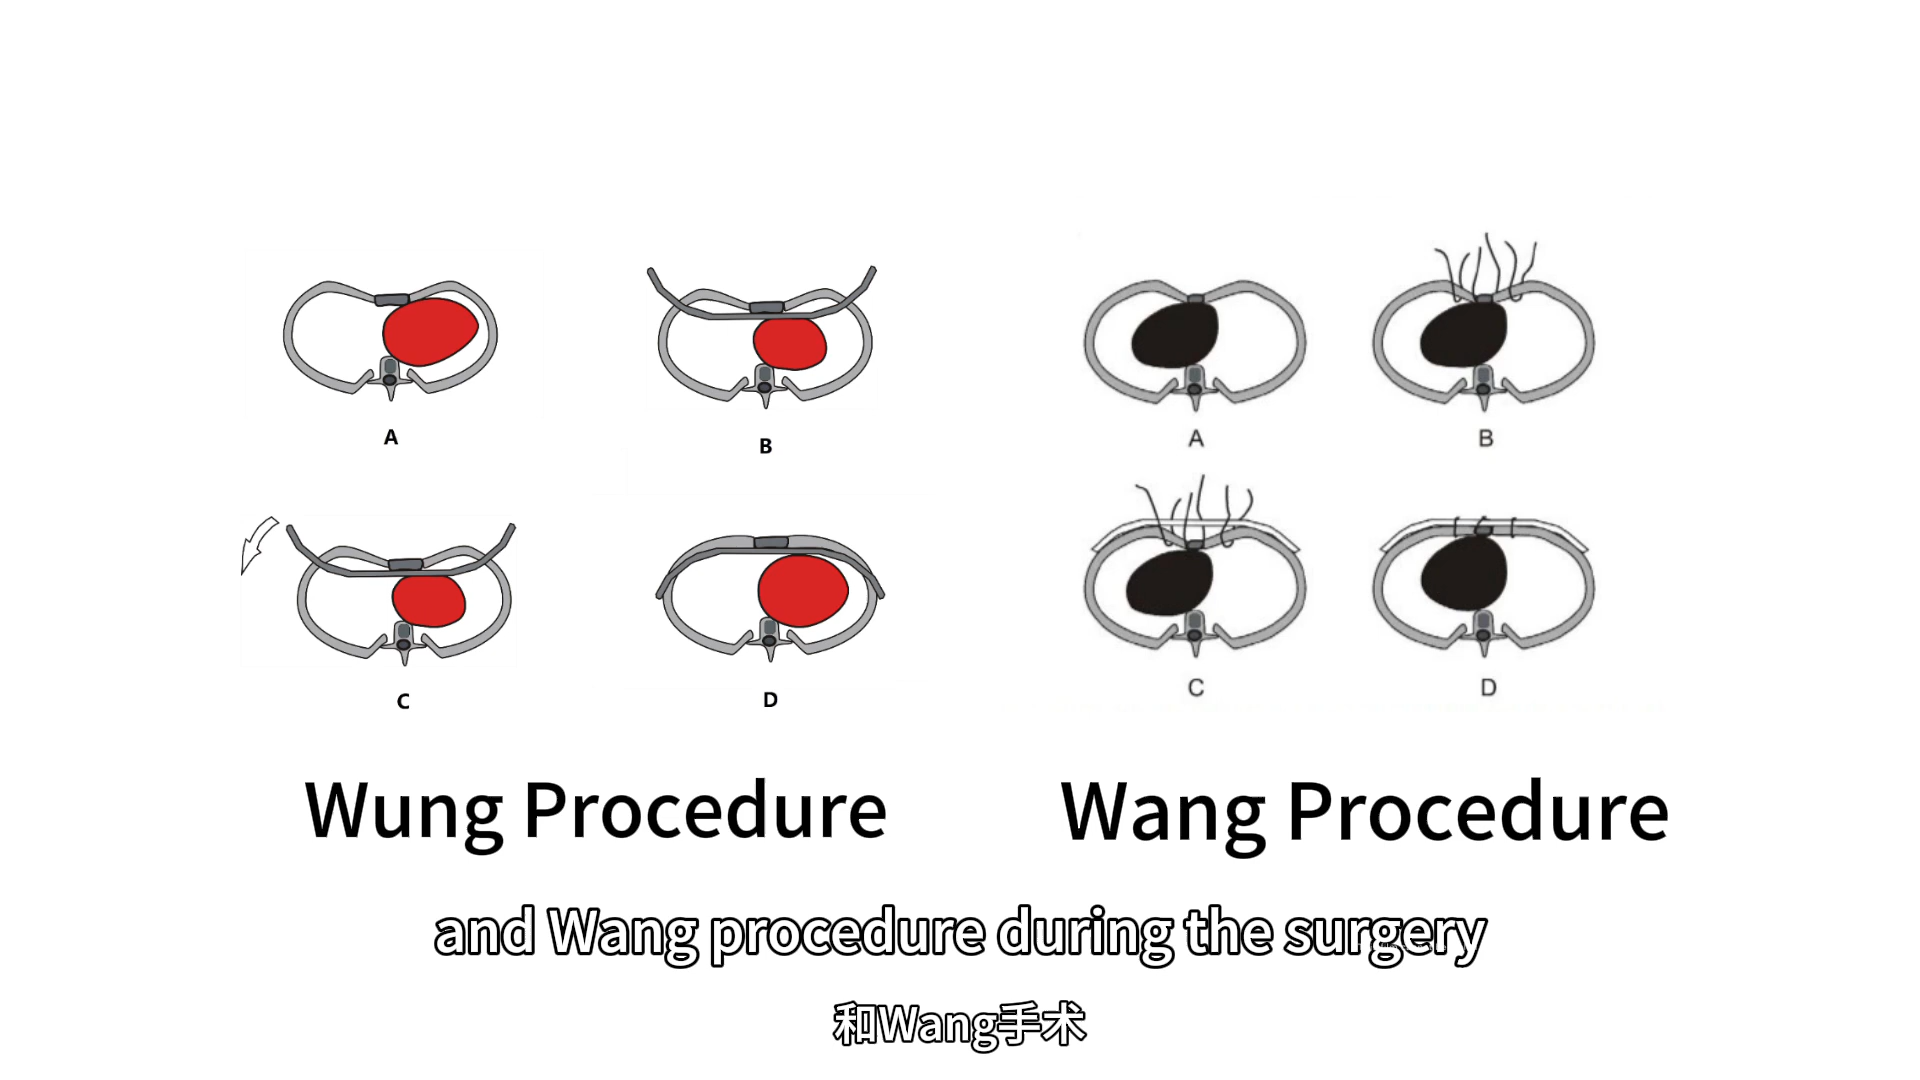 A
B
A
B
C
D
C
D
Wung Procedure
Wang Procedure
and Wang procedure during the surgery
和Wang手术